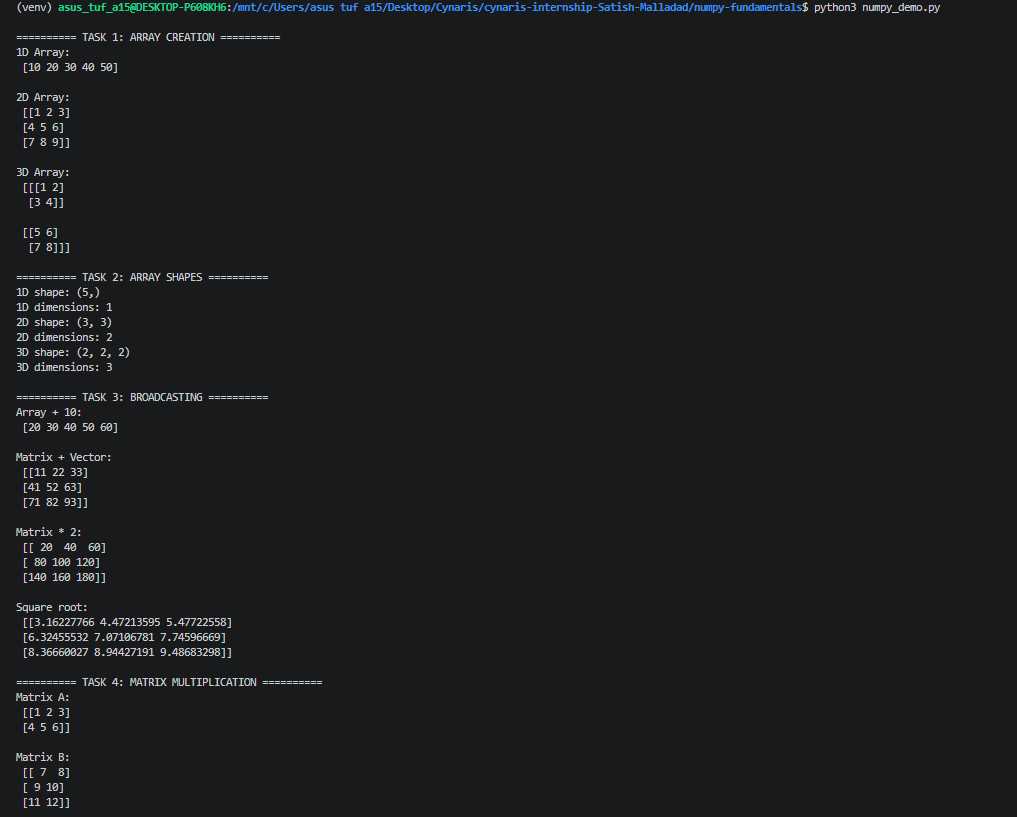 (venv) asus_tuf_a15@DESKTOP-P608KH6:/mnt/c/Users/asus tuf a15/Desktop/Cynaris/cynaris-internship-Satish-Malladad/numpy-fundamentals$ python3 numpy_demo.py
========== TASK 1: ARRAY CREATION ==========
1D Array:
 [10 20 30 40 50]
2D Array:
 [[1 2 3]
 [4 5 6]
 [7 8 9]]
3D Array:
 [[[1 2]
  [3 4]]
 [[5 6]
  [7 8]]]
========== TASK 2: ARRAY SHAPES ==========
1D shape: (5,)
1D dimensions: 1
2D shape: (3, 3)
2D dimensions: 2
3D shape: (2, 2, 2)
3D dimensions: 3
========== TASK 3: BROADCASTING ==========
Array + 10:
 [20 30 40 50 60]
Matrix + Vector:
 [[11 22 33]
 [41 52 63]
 [71 82 93]]
Matrix * 2:
 [[ 20  40  60]
 [ 80 100 120]
 [140 160 180]]
Square root:
 [[3.16227766 4.47213595 5.47722558]
 [6.32455532 7.07106781 7.74596669]
 [8.36660027 8.94427191 9.48683298]]
========== TASK 4: MATRIX MULTIPLICATION ==========
Matrix A:
 [[1 2 3]
 [4 5 6]]
Matrix B:
 [[ 7  8]
 [ 9 10]
 [11 12]]